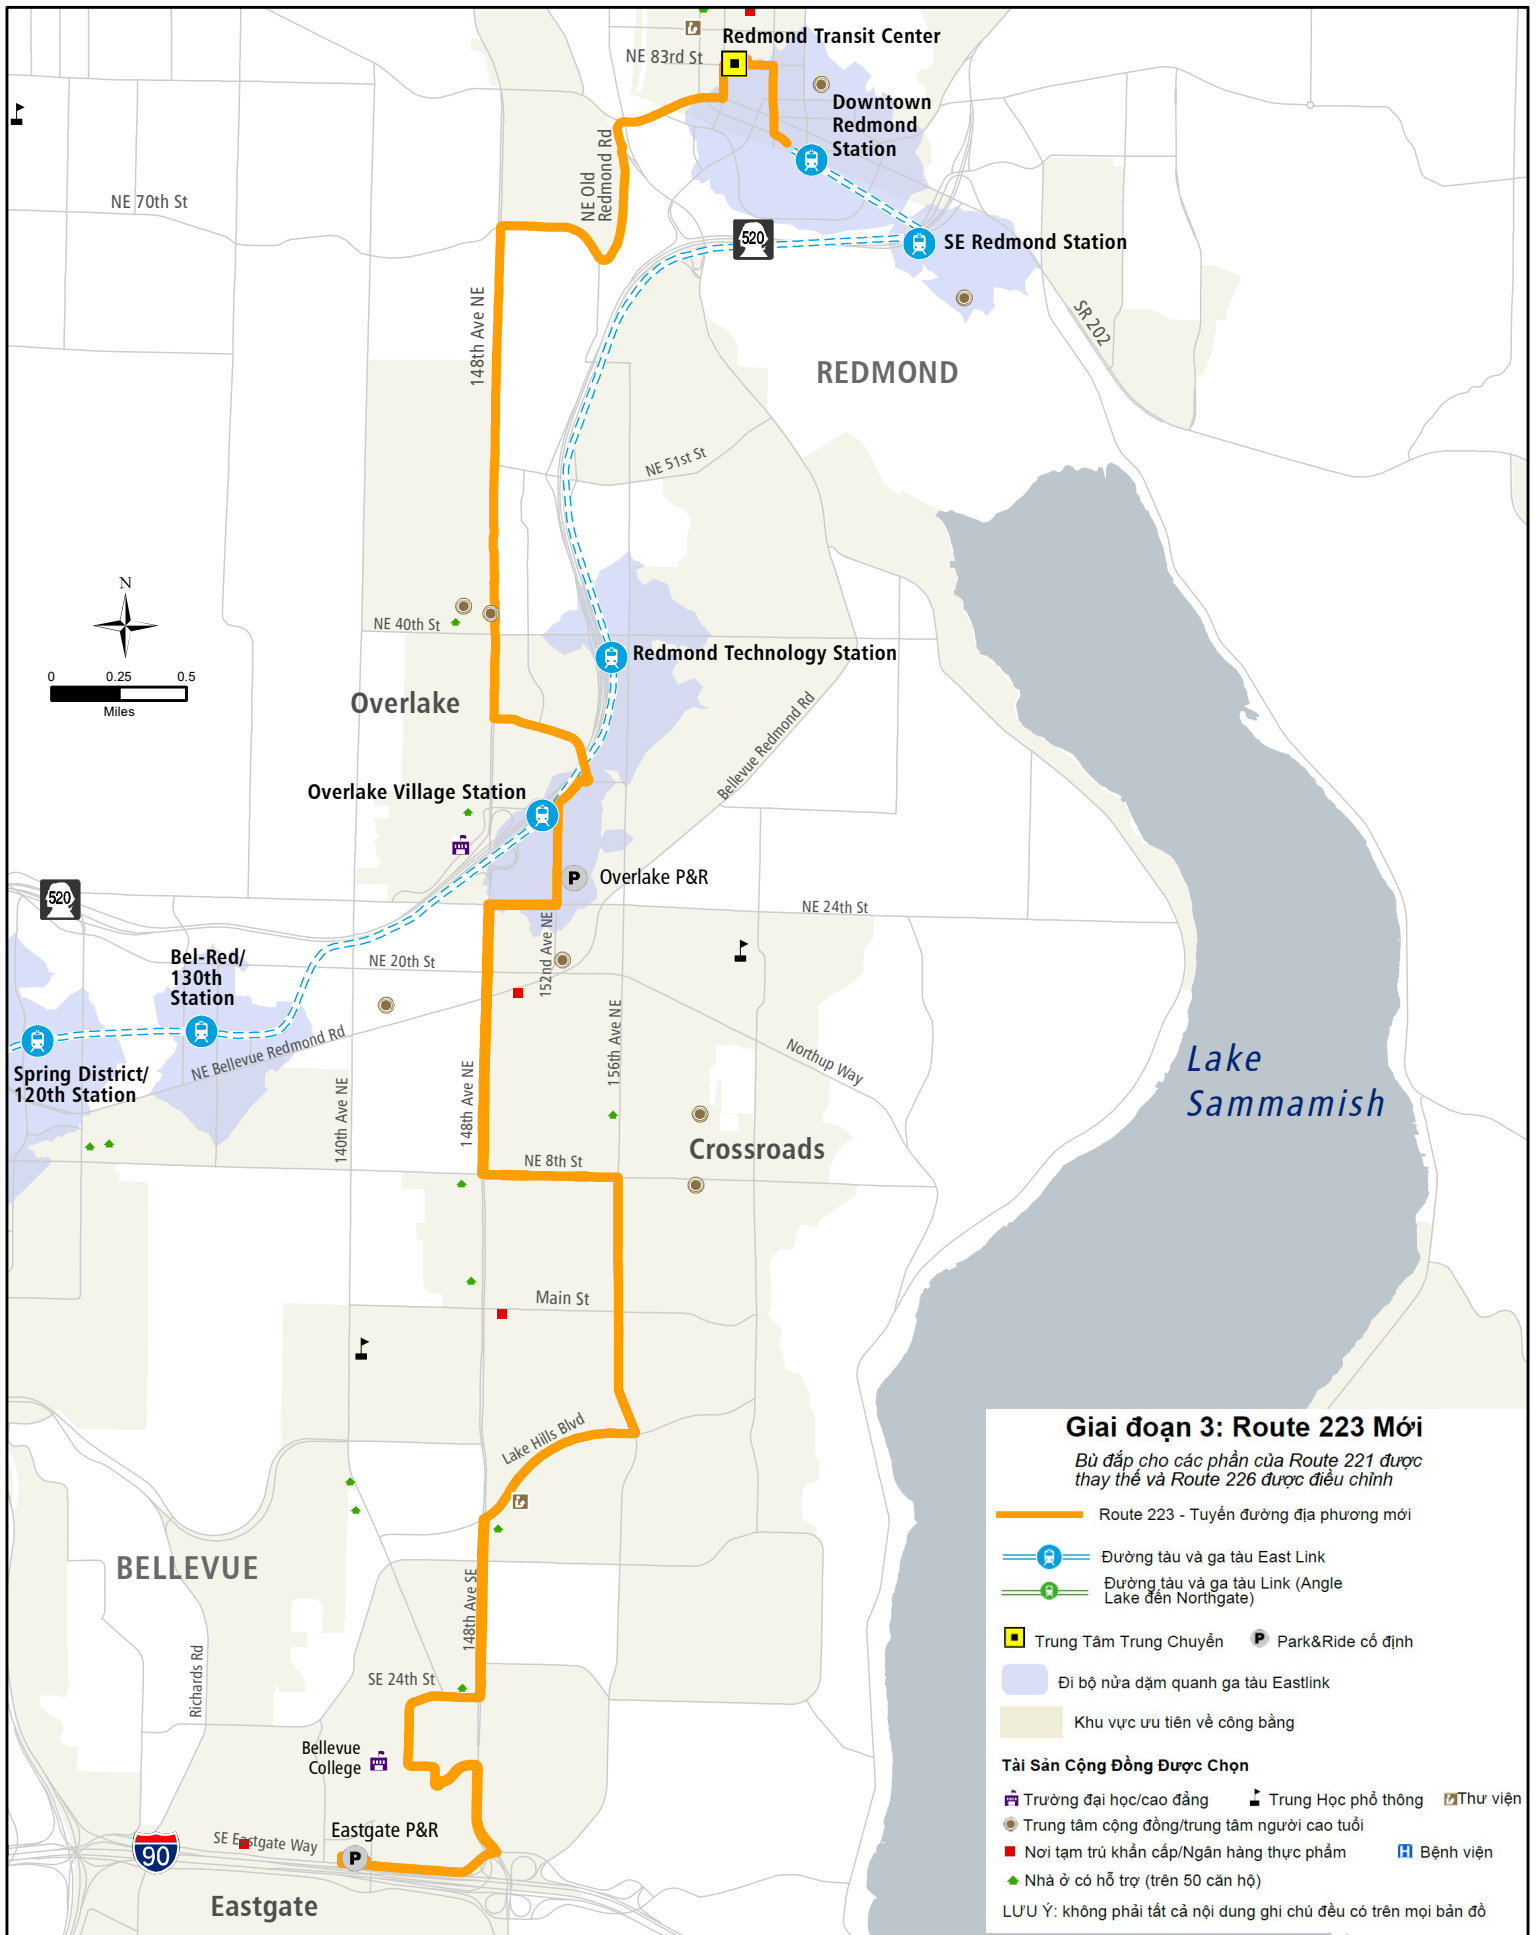 Redmond Transit Center
NE 83rd St
Downtown
Redmond
Station
NE Old
Redmond Rd
NE 70th St
520
SE Redmond Station
148th Ave NE
SR 202
REDMOND
NE 51st St
N
NE 40th St
Redmond Technology Station
0 0.25 0.5
Miles
Overlake
Bellevue Redmond Rd
Overlake Village Station
P
Overlake P&R
520
NE 24th St
152nd Ave NE
Bel-Red/
130th
Station
NE 20th St
156th Ave NE
NE Bellevue Redmond Rd
Northup Way
Lake
Sammamish
Spring District/
120th Station
140th Ave NE
148th Ave NE
Crossroads
NE 8th St
Main St
Lake Hills Blvd
BELLEVUE
148th Ave SE
Richards Rd
SE 24th St
Bellevue
College
Eastgate P&R
SE Eastgate Way
90
P
Eastgate
Giai đoạn 3: Route 223 Mới
Bù đắp cho các phần của Route 221 được
thay thế và Route 226 được điều chỉnh
Route 223 - Tuyến đường địa phương mới
Đường tàu và ga tàu East Link
Đường tàu và ga tàu Link (Angle
Lake đến Northgate)
Trung Tâm Trung Chuyển P Park&Ride cố định
Đi bộ nửa dặm quanh ga tàu Eastlink
Khu vực ưu tiên về công bằng
Tài Sản Cộng Đồng Được Chọn
Trường đại học/cao đẳng Trung Học phổ thông Thư viện
Trung tâm cộng đồng/trung tâm người cao tuổi
Nơi tạm trú khẩn cấp/Ngân hàng thực phẩm H Bệnh viện
Nhà ở có hỗ trợ (trên 50 căn hộ)
LƯU Ý: không phải tất cả nội dung ghi chú đều có trên mọi bản đồ